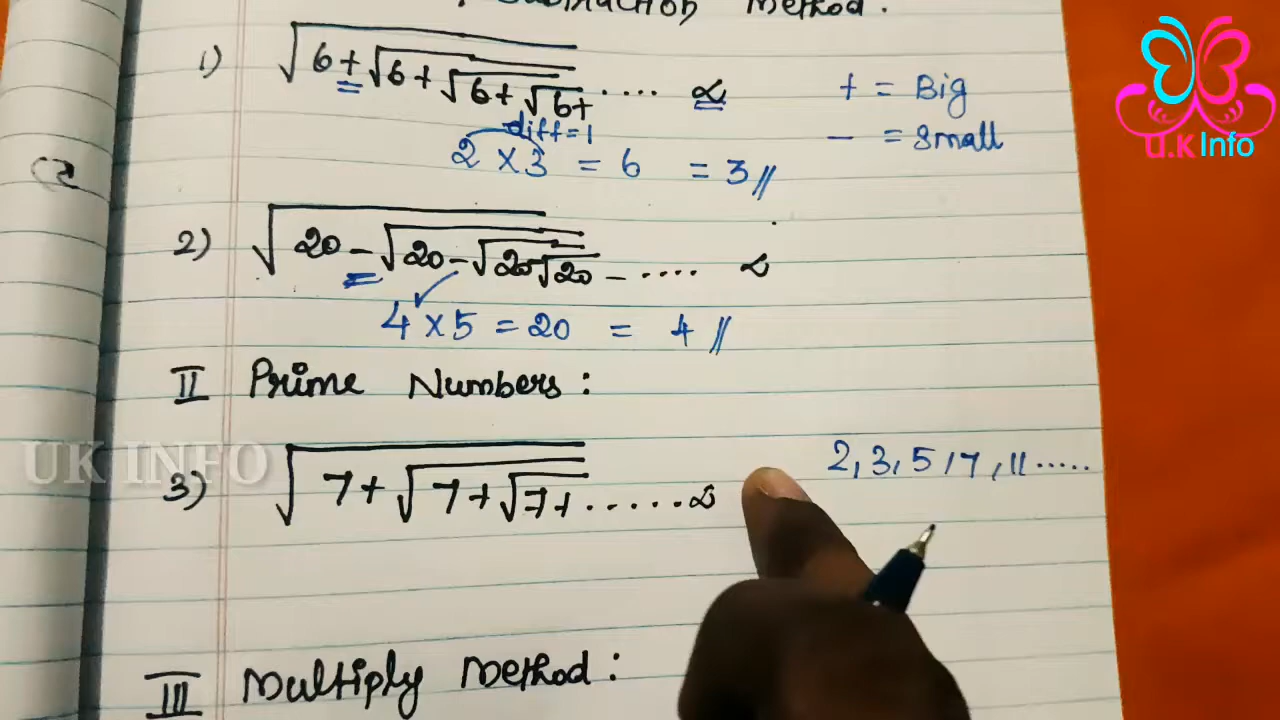 Subtraction Method.
1) √6+√6+√6+√6+ .... ∝ + = Big
diff=1 - = Small
2 × 3 = 6 = 3//
U.K Info
2) √20-√20-√20√20 - .... ∝
4 × 5 = 20 = 4//
II Prime Numbers:
UK INFO
3) √7+√7+√7+ ...... ∝ 2, 3, 5, 7, 11 .....
III Multiply Method: